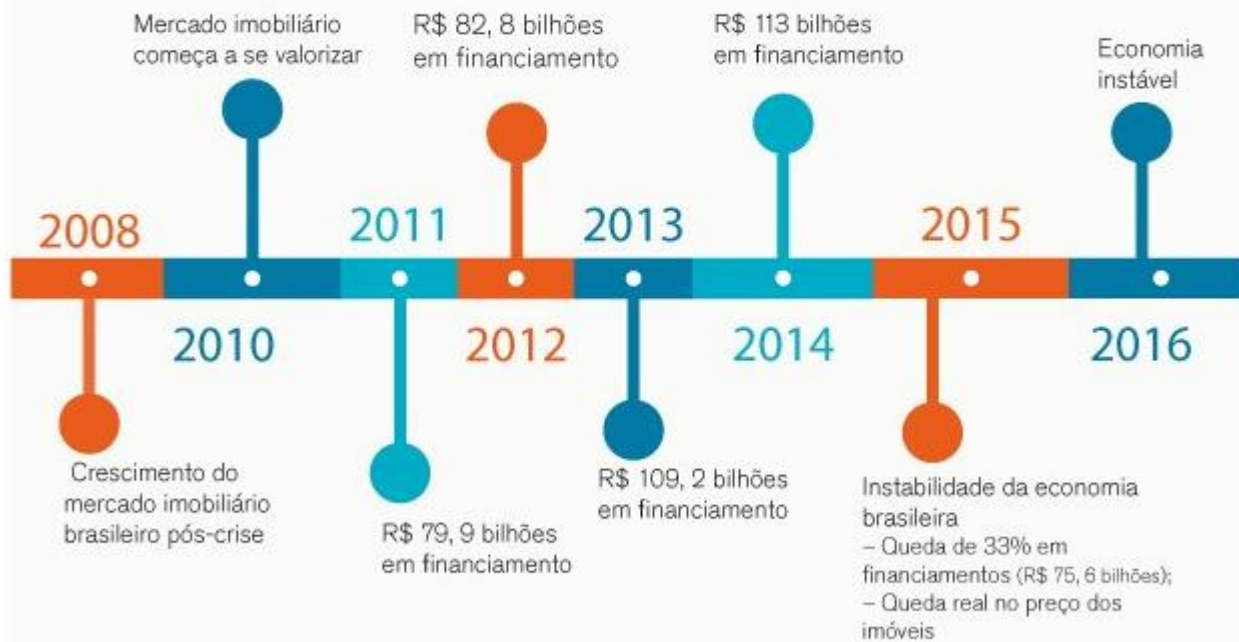 Mercado imobiliário
começa a se valorizar
R$ 82, 8 bilhões
em financiamento
R$ 113 bilhões
em financiamento
Economia
instável
2008
2011
2013
2015
2010
2012
2014
2016
Crescimento do
mercado imobiliário
brasileiro pós-crise
R$ 79, 9 bilhões
em financiamento
R$ 109, 2 bilhões
em financiamento
Instabilidade da economia
brasileira
– Queda de 33% em
financiamentos (R$ 75, 6 bilhões);
– Queda real no preço dos
imóveis